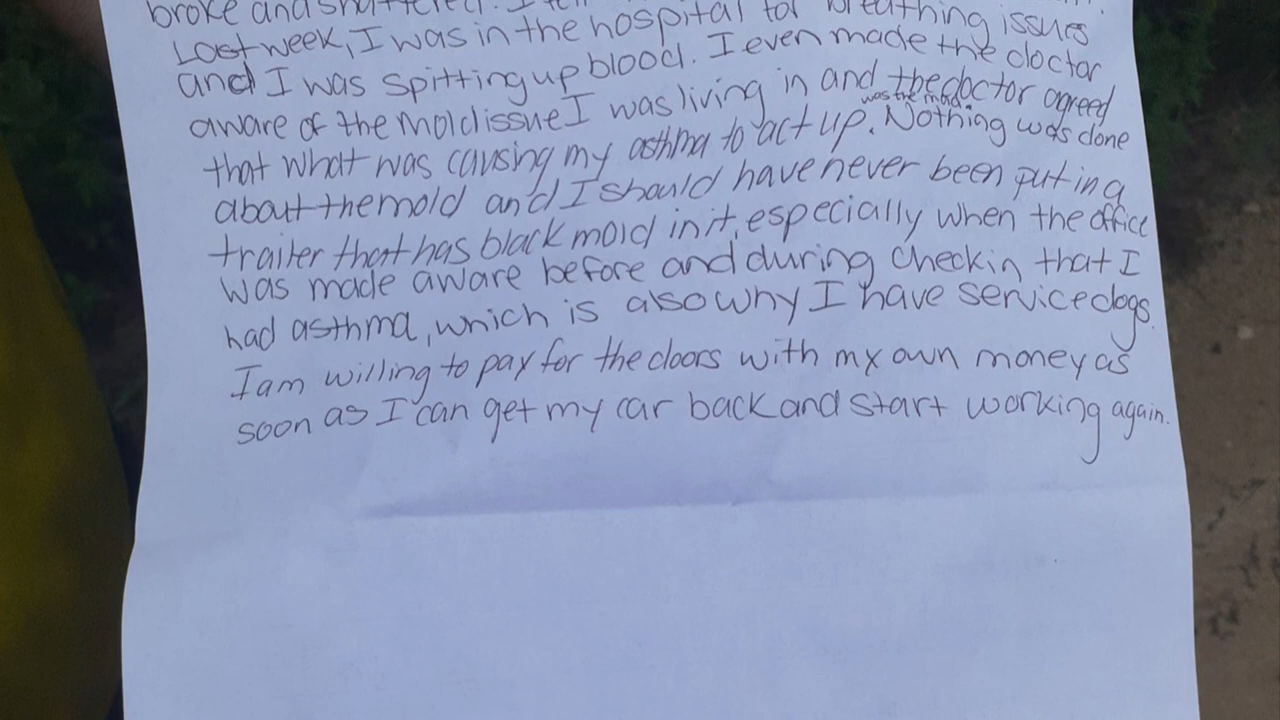 broke and shattered. I
Last week, I was in the hospital for breathing issues
and I was spitting up blood. I even made the doctor
aware of the mold issue I was living in and the doctor agreed
was the mold.
that what was causing my asthma to act up. Nothing was done
about the mold and I should have never been put in a
trailer that has black mold in it, especially when the office
was made aware before and during check in that I
had asthma, which is also why I have service dogs.
I am willing to pay for the doors with my own money as
soon as I can get my car back and start working again.